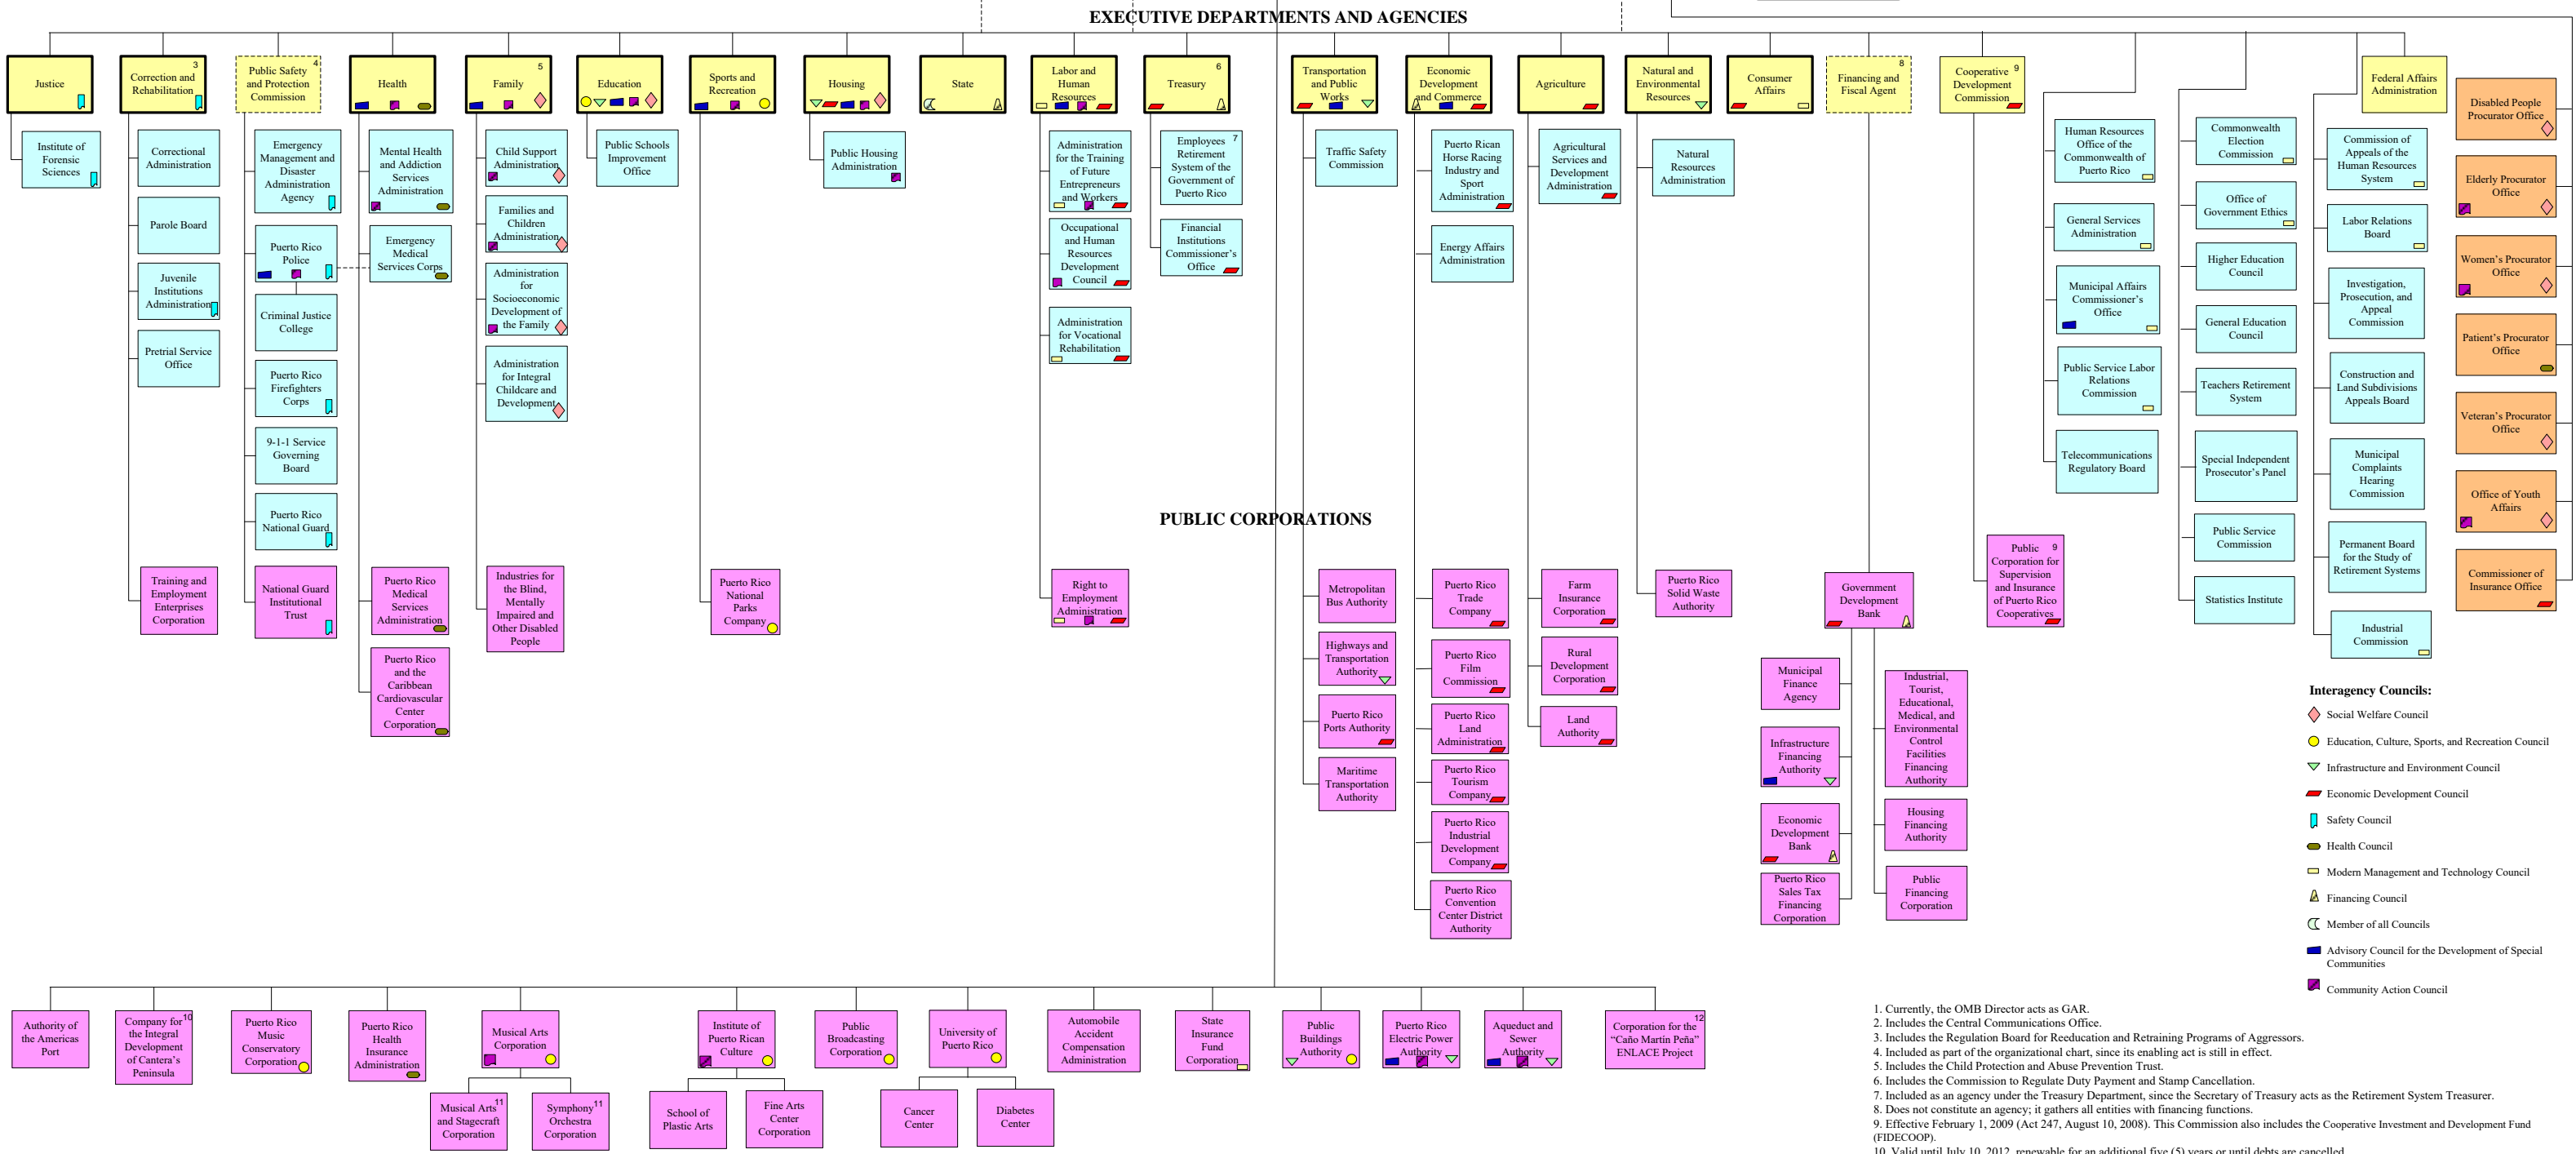 EXECUTIVE DEPARTMENTS AND AGENCIES
Justice
Correction and
Rehabilitation
3
Public Safety
and Protection
Commission
4
Health
Family
5
Education
Sports and
Recreation
Housing
State
Labor and
Human
Resources
Treasury
6
Transportation
and Public
Works
Economic
Development
and Commerce
Agriculture
Natural and
Environmental
Resources
Consumer
Affairs
Financing and
Fiscal Agent
8
Cooperative
Development
Commission
9
Federal Affairs
Administration
Institute of
Forensic
Sciences
Correctional
Administration
Parole Board
Juvenile
Institutions
Administration
Pretrial Service
Office
Emergency
Management and
Disaster
Administration
Agency
Puerto Rico
Police
Criminal Justice
College
Puerto Rico
Firefighters
Corps
9-1-1 Service
Governing
Board
Puerto Rico
National Guard
Mental Health
and Addiction
Services
Administration
Emergency
Medical
Services Corps
Child Support
Administration
Families and
Children
Administration
Administration
for
Socioeconomic
Development of
the Family
Administration
for Integral
Childcare and
Development
Public Schools
Improvement
Office
Public Housing
Administration
Administration
for the Training
of Future
Entrepreneurs
and Workers
Occupational
and Human
Resources
Development
Council
Administration
for Vocational
Rehabilitation
Employees
Retirement
System of the
Government of
Puerto Rico
7
Financial
Institutions
Commissioner's
Office
Traffic Safety
Commission
Puerto Rican
Horse Racing
Industry and
Sport
Administration
Energy Affairs
Administration
Agricultural
Services and
Development
Administration
Natural
Resources
Administration
Human Resources
Office of the
Commonwealth of
Puerto Rico
General Services
Administration
Municipal Affairs
Commissioner's
Office
Public Service Labor
Relations
Commission
Telecommunications
Regulatory Board
Commonwealth
Election
Commission
Office of
Government Ethics
Higher Education
Council
General Education
Council
Teachers Retirement
System
Special Independent
Prosecutor's Panel
Public Service
Commission
Statistics Institute
Commission of
Appeals of the
Human Resources
System
Labor Relations
Board
Investigation,
Prosecution, and
Appeal
Commission
Construction and
Land Subdivisions
Appeals Board
Municipal
Complaints
Hearing
Commission
Permanent Board
for the Study of
Retirement Systems
Industrial
Commission
Disabled People
Procurator Office
Elderly Procurator
Office
Women's Procurator
Office
Patient's Procurator
Office
Veteran's Procurator
Office
Office of Youth
Affairs
Commissioner of
Insurance Office
PUBLIC CORPORATIONS
Training and
Employment
Enterprises
Corporation
National Guard
Institutional
Trust
Puerto Rico
Medical
Services
Administration
Puerto Rico
and the
Caribbean
Cardiovascular
Center
Corporation
Industries for
the Blind,
Mentally
Impaired and
Other Disabled
People
Puerto Rico
National
Parks
Company
Right to
Employment
Administration
Metropolitan
Bus Authority
Highways and
Transportation
Authority
Puerto Rico
Ports Authority
Maritime
Transportation
Authority
Puerto Rico
Trade
Company
Puerto Rico
Film
Commission
Puerto Rico
Land
Administration
Puerto Rico
Tourism
Company
Puerto Rico
Industrial
Development
Company
Puerto Rico
Convention
Center District
Authority
Farm
Insurance
Corporation
Rural
Development
Corporation
Land
Authority
Puerto Rico
Solid Waste
Authority
Government
Development
Bank
Municipal
Finance
Agency
Infrastructure
Financing
Authority
Economic
Development
Bank
Puerto Rico
Sales Tax
Financing
Corporation
Industrial,
Tourist,
Educational,
Medical, and
Environmental
Control
Facilities
Financing
Authority
Housing
Financing
Authority
Public
Financing
Corporation
Public
Corporation for
Supervision
and Insurance
of Puerto Rico
Cooperatives
9
Interagency Councils:
Social Welfare Council
Education, Culture, Sports, and Recreation Council
Infrastructure and Environment Council
Economic Development Council
Safety Council
Health Council
Modern Management and Technology Council
Financing Council
Member of all Councils
Advisory Council for the Development of Special
Communities
Community Action Council
Authority of
the Americas
Port
Company for
the Integral
Development
of Cantera's
Peninsula
10
Puerto Rico
Music
Conservatory
Corporation
Puerto Rico
Health
Insurance
Administration
Musical Arts
Corporation
Musical Arts
and Stagecraft
Corporation
11
Symphony
Orchestra
Corporation
11
Institute of
Puerto Rican
Culture
School of
Plastic Arts
Fine Arts
Center
Corporation
Public
Broadcasting
Corporation
University of
Puerto Rico
Cancer
Center
Diabetes
Center
Automobile
Accident
Compensation
Administration
State
Insurance
Fund
Corporation
Public
Buildings
Authority
Puerto Rico
Electric Power
Authority
Aqueduct and
Sewer
Authority
Corporation for the
“Caño Martín Peña”
ENLACE Project
12
1. Currently, the OMB Director acts as GAR.
2. Includes the Central Communications Office.
3. Includes the Regulation Board for Reeducation and Retraining Programs of Aggressors.
4. Included as part of the organizational chart, since its enabling act is still in effect.
5. Includes the Child Protection and Abuse Prevention Trust.
6. Includes the Commission to Regulate Duty Payment and Stamp Cancellation.
7. Included as an agency under the Treasury Department, since the Secretary of Treasury acts as the Retirement System Treasurer.
8. Does not constitute an agency; it gathers all entities with financing functions.
9. Effective February 1, 2009 (Act 247, August 10, 2008). This Commission also includes the Cooperative Investment and Development Fund
(FIDECOOP).
10. Valid until July 10, 2012, renewable for an additional five (5) years or until debts are cancelled.